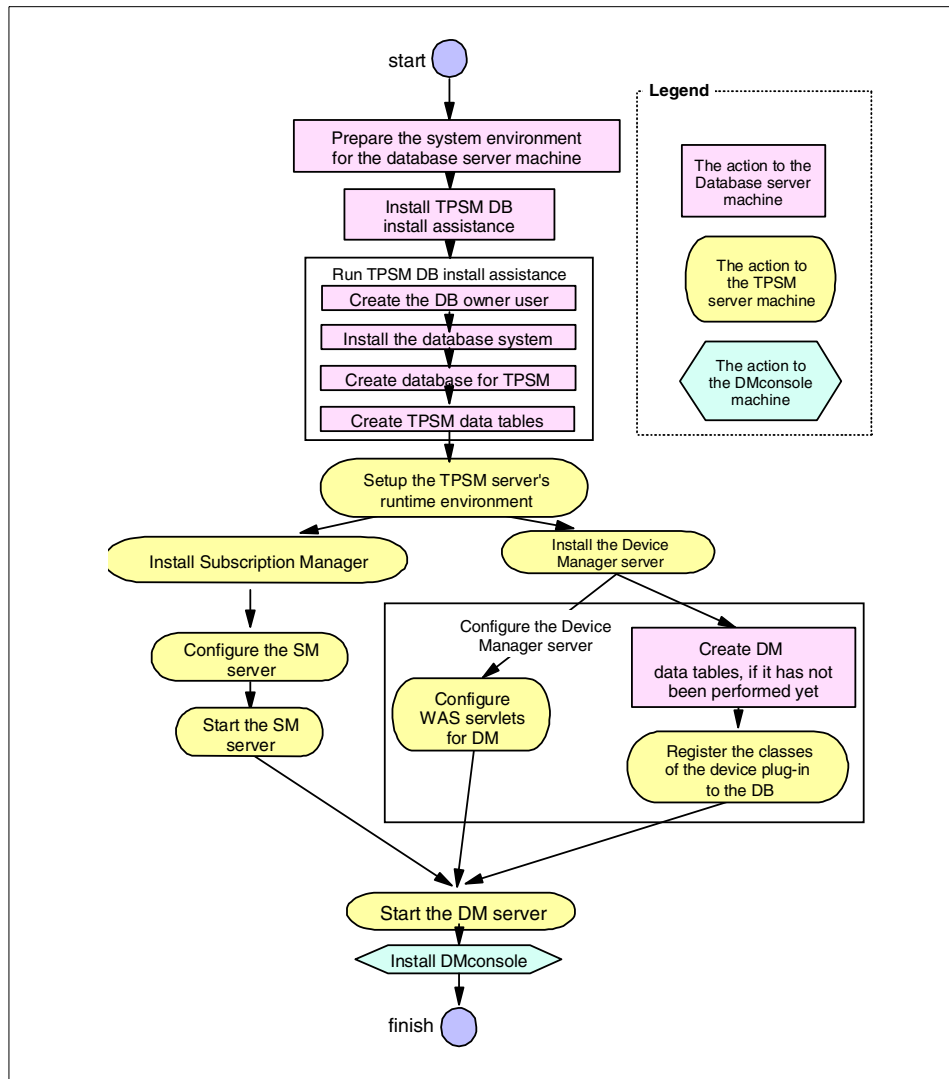 start
Legend
Prepare the system environment
for the database server machine
The action to the
Database server
machine
Install TPSM DB
install assistance
The action to
the TPSM
server machine
Run TPSM DB install assistance
Create the DB owner user
Install the database system
Create database for TPSM
Create TPSM data tables
The action to
the DMconsole
machine
Setup the TPSM server's
runtime environment
Install Subscription Manager
Install the Device
Manager server
Configure the SM
server
Start the SM
server
Configure the Device
Manager server
Configure
WAS servlets
for DM
Create DM
data tables, if it has not
been performed yet
Register the classes
of the device plug-in
to the DB
Start the DM server
Install DMconsole
finish